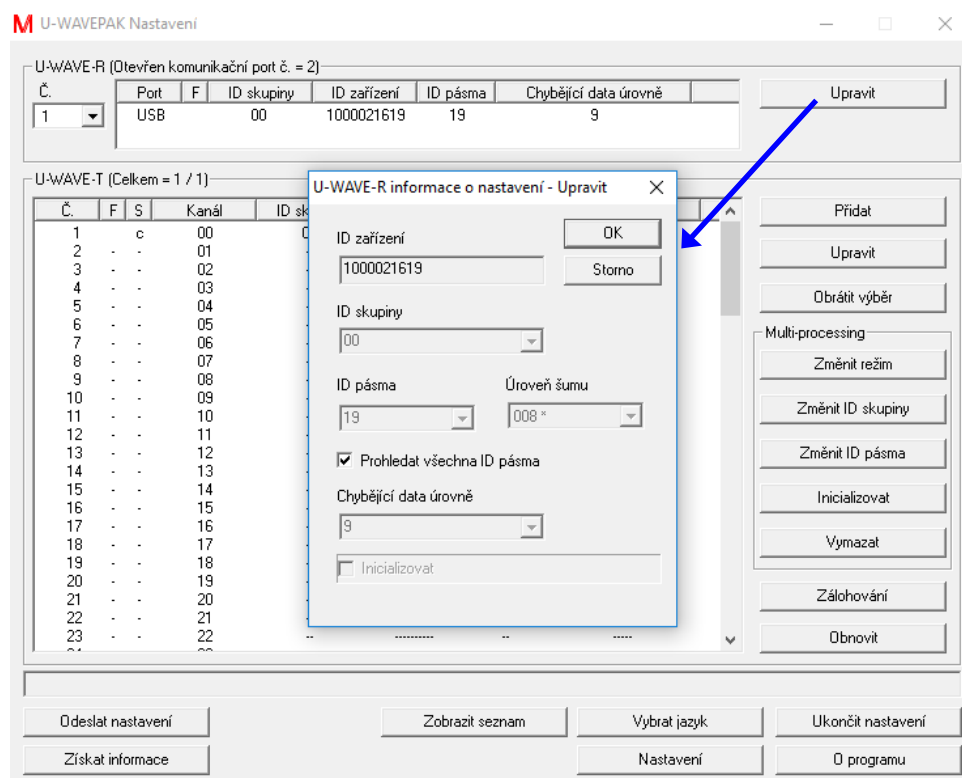 M U-WAVEPAK Nastavení
U-WAVE-R (Otevřen komunikační port č. = 2)
Č. Port F ID skupiny ID zařízení ID pásma Chybějící data úrovně
1 USB 00 1000021619 19 9
Upravit
U-WAVE-T (Celkem = 1 / 1)
Č. F S Kanál ID sk
1 c 00
2 - - 01
3 - - 02
4 - - 03
5 - - 04
6 - - 05
7 - - 06
8 - - 07
9 - - 08
10 - - 09
11 - - 10
12 - - 11
13 - - 12
14 - - 13
15 - - 14
16 - - 15
17 - - 16
18 - - 17
19 - - 18
20 - - 19
21 - - 20
22 - - 21
23 - - 22 -- ---------- -- -----
U-WAVE-R informace o nastavení - Upravit
ID zařízení
1000021619
OK
Storno
ID skupiny
00
ID pásma Úroveň šumu
19 008 *
Prohledat všechna ID pásma
Chybějící data úrovně
9
Inicializovat
Přidat
Upravit
Obrátit výběr
Multi-processing
Změnit režim
Změnit ID skupiny
Změnit ID pásma
Inicializovat
Vymazat
Zálohování
Obnovit
Odeslat nastavení Zobrazit seznam Vybrat jazyk Ukončit nastavení
Získat informace Nastavení O programu